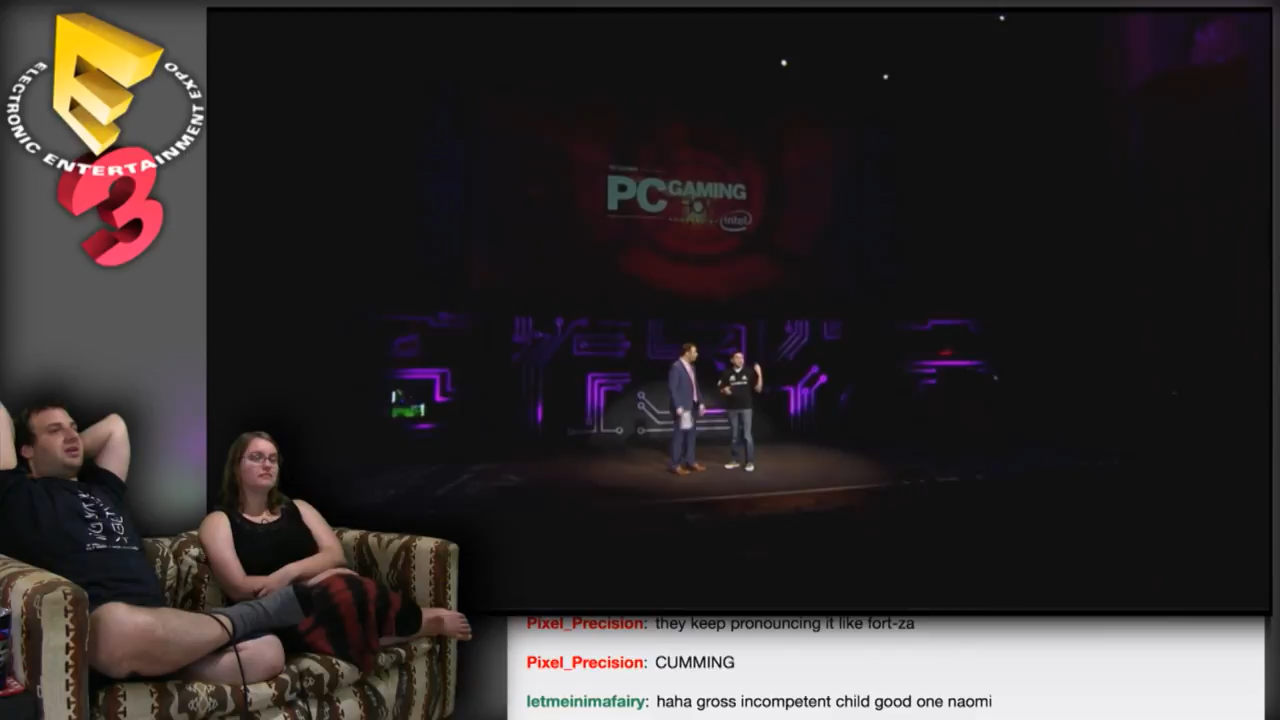 ELECTRONIC ENTERTAINMENT EXPO
E
3
PC GAMING
intel
Pixel_Precision: they keep pronouncing it like fort-za
Pixel_Precision: CUMMING
letmeinimafairy: haha gross incompetent child good one naomi